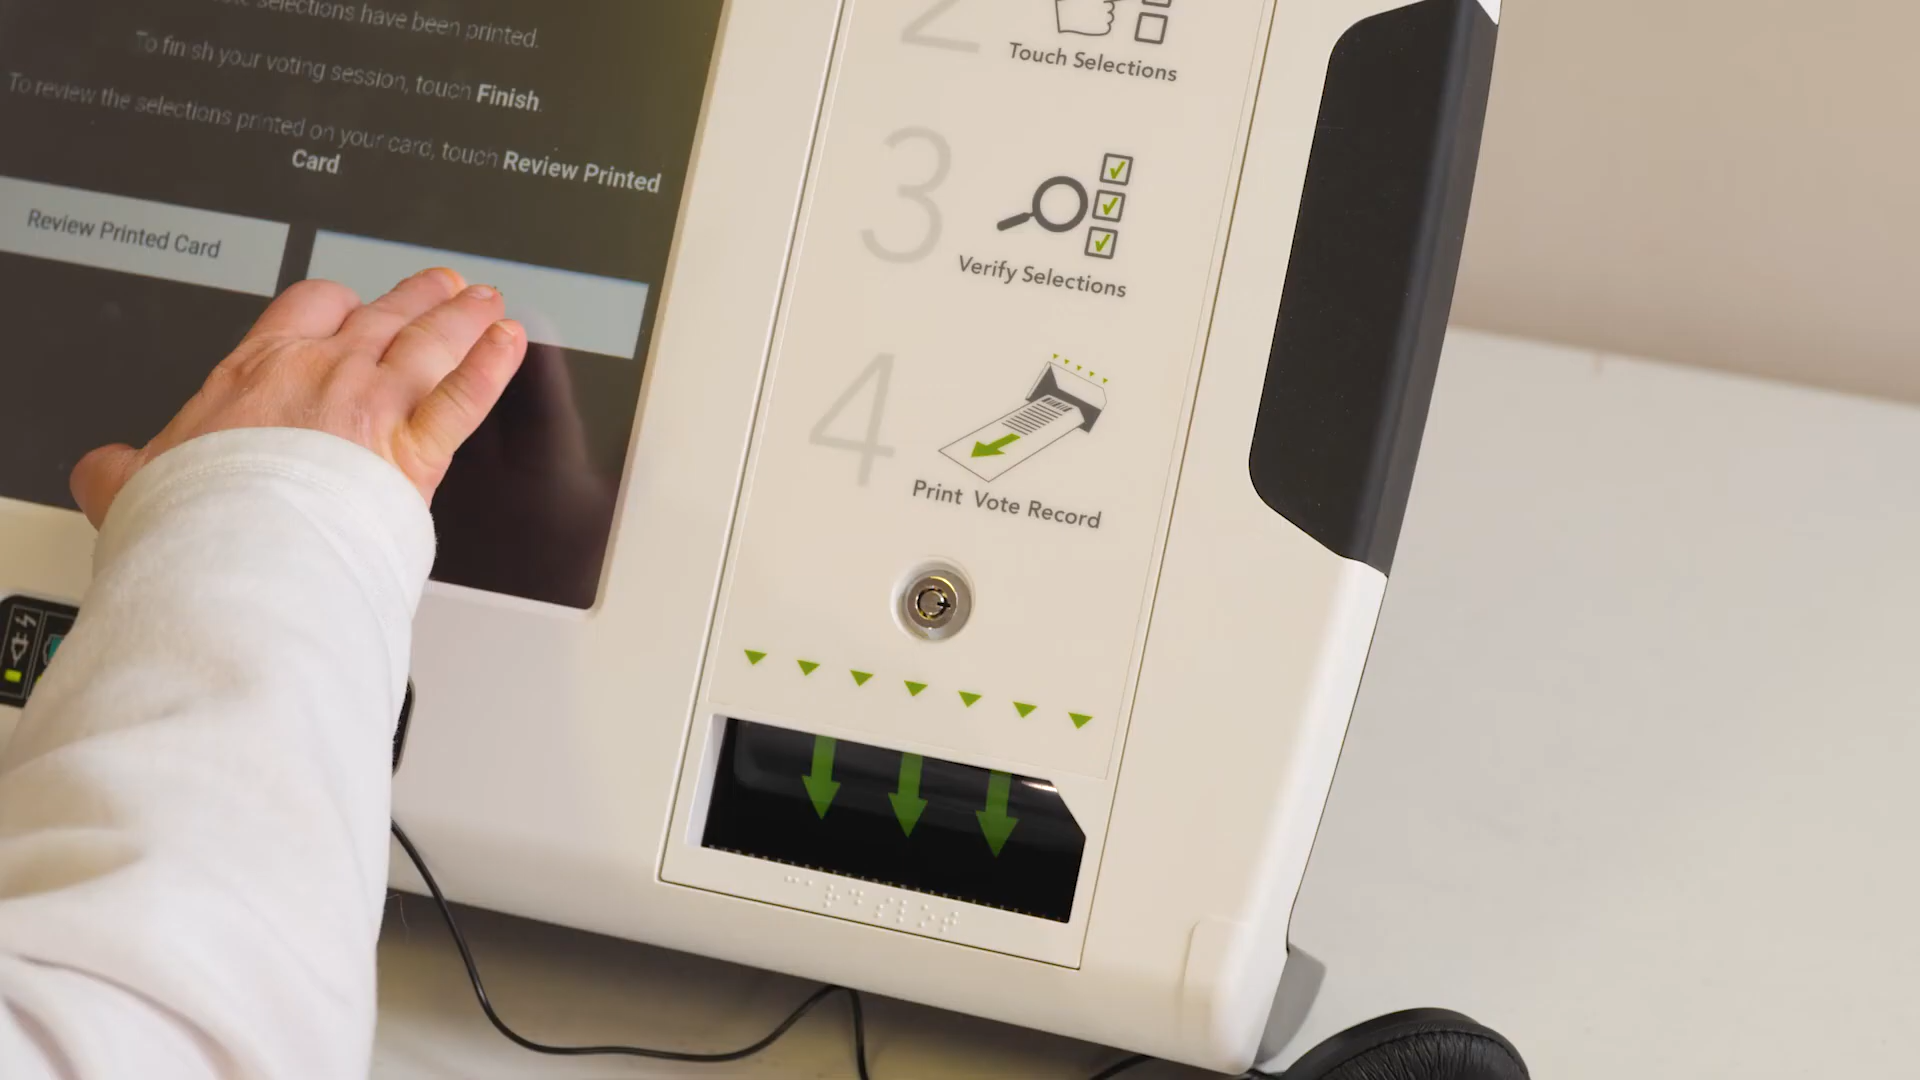 selections have been printed.
To finish your voting session, touch Finish.
To review the selections printed on your card, touch Review Printed
Card.
Review Printed Card
2
Touch Selections
3
Verify Selections
4
Print Vote Record